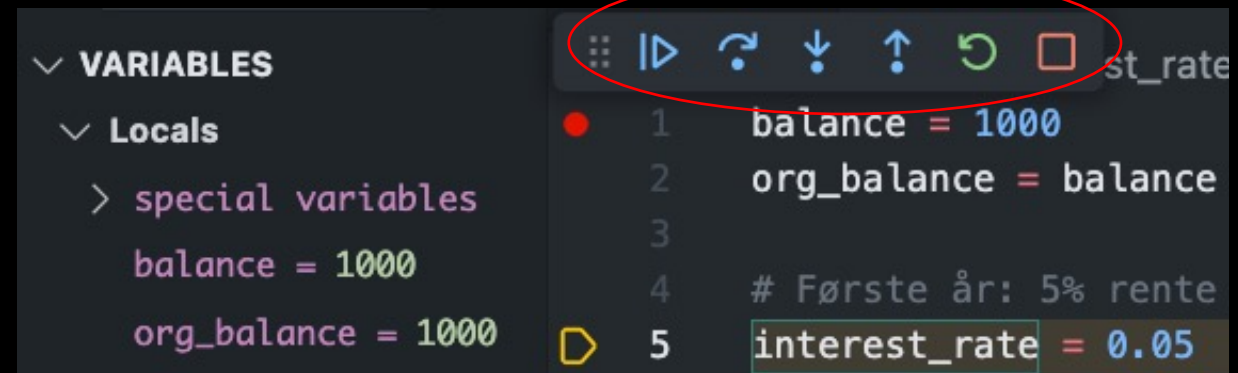 VARIABLES
Locals
special variables
balance = 1000
org_balance = 1000
st_rate
1 balance = 1000
2 org_balance = balance
3
4 # Første år: 5% rente
5 interest_rate = 0.05